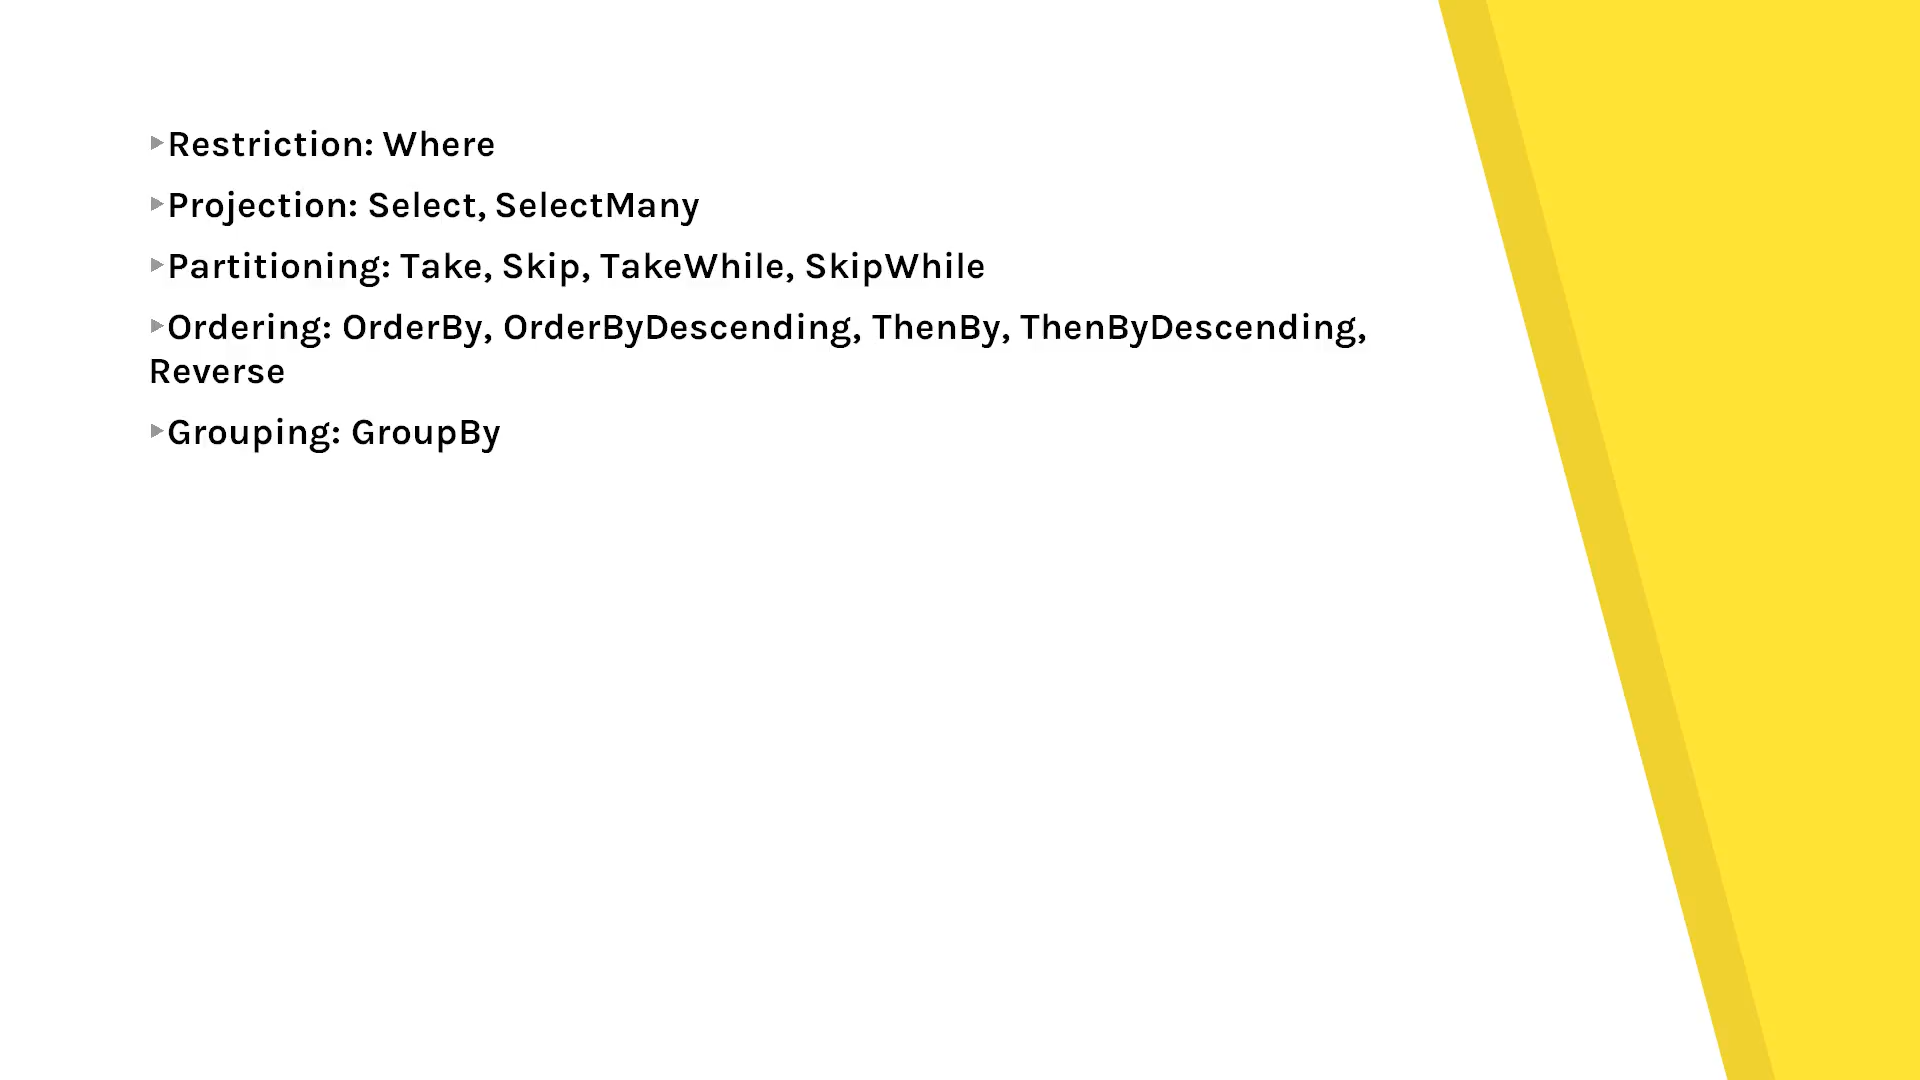 ▸Restriction: Where
▸Projection: Select, SelectMany
▸Partitioning: Take, Skip, TakeWhile, SkipWhile
▸Ordering: OrderBy, OrderByDescending, ThenBy, ThenByDescending,
Reverse
▸Grouping: GroupBy